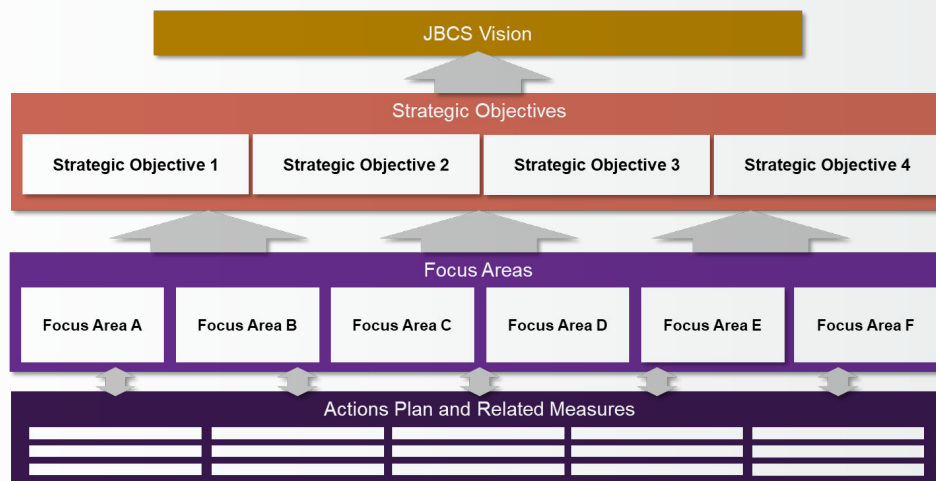 JBCS Vision
Strategic Objectives
Strategic Objective 1
Strategic Objective 2
Strategic Objective 3
Strategic Objective 4
Focus Areas
Focus Area A
Focus Area B
Focus Area C
Focus Area D
Focus Area E
Focus Area F
Actions Plan and Related Measures